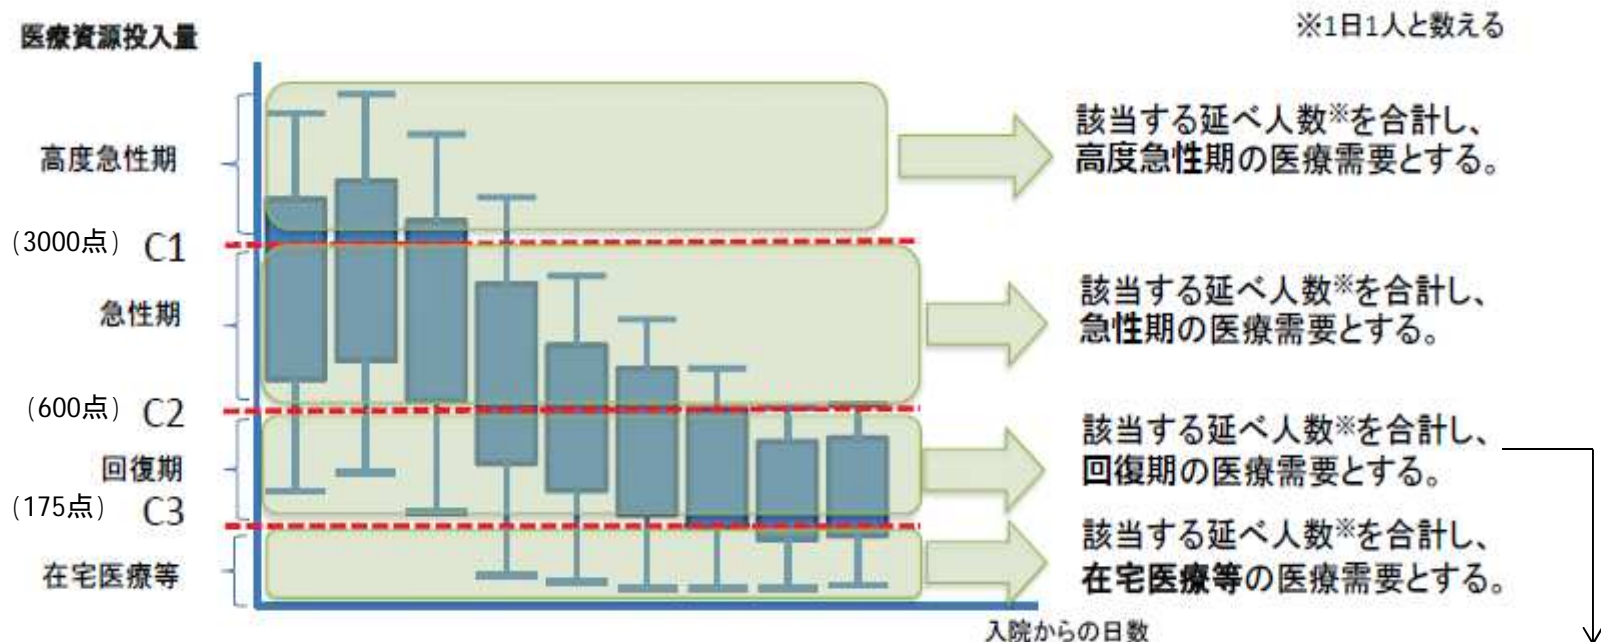 医療資源投入量
※1日1人と数える
高度急性期
該当する延べ人数※を合計し、
高度急性期の医療需要とする。
(3000点) C1
急性期
該当する延べ人数※を合計し、
急性期の医療需要とする。
(600点) C2
回復期
該当する延べ人数※を合計し、
回復期の医療需要とする。
(175点) C3
在宅医療等
該当する延べ人数※を合計し、
在宅医療等の医療需要とする。
入院からの日数